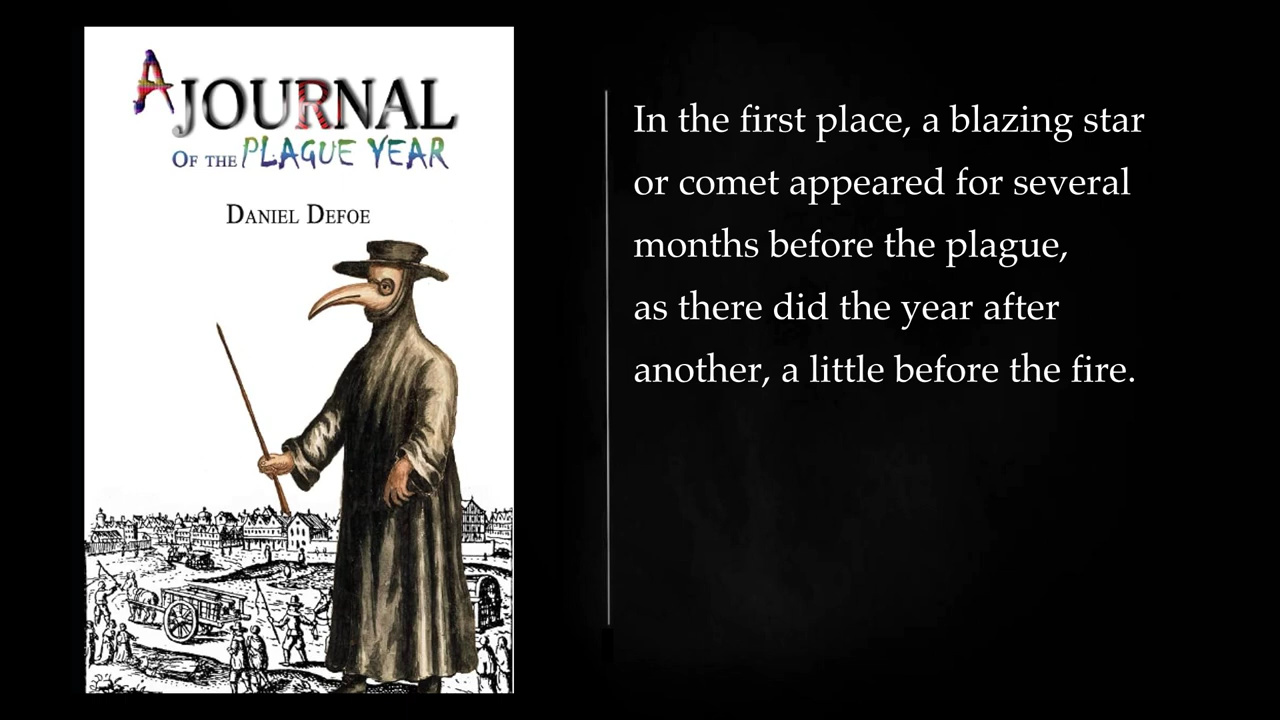 A JOURNAL
OF THE PLAGUE YEAR
DANIEL DEFOE
In the first place, a blazing star
or comet appeared for several
months before the plague,
as there did the year after
another, a little before the fire.